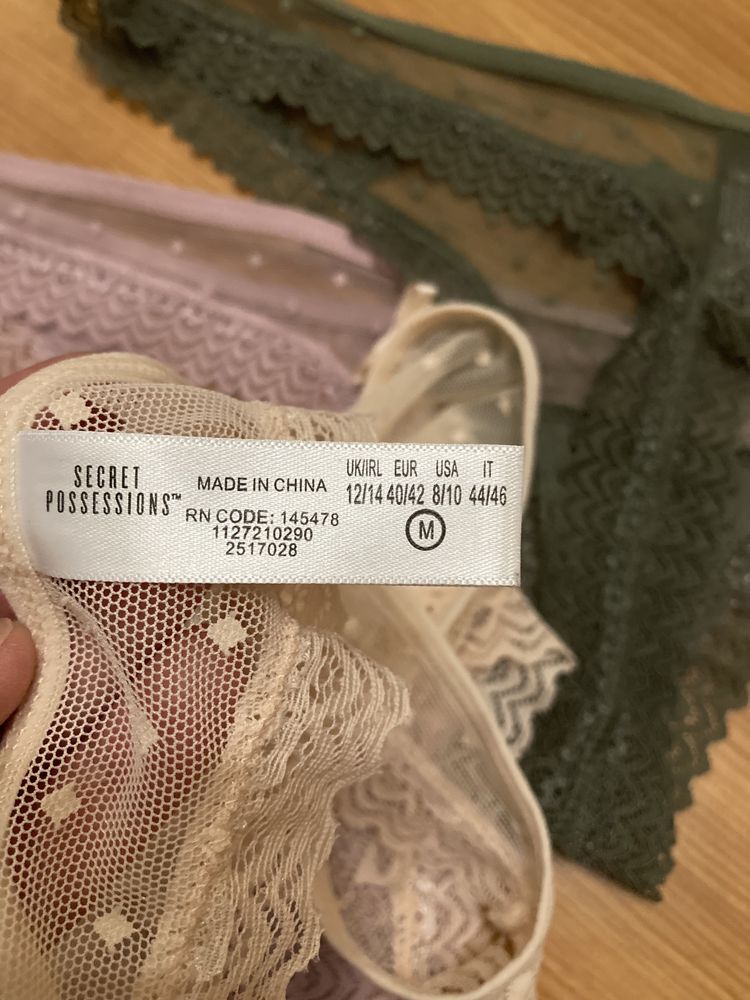 SECRET
POSSESSIONS™
MADE IN CHINA
RN CODE: 145478
1127210290
2517028
UK/IRL EUR USA IT
12/14 40/42 8/10 44/46
M